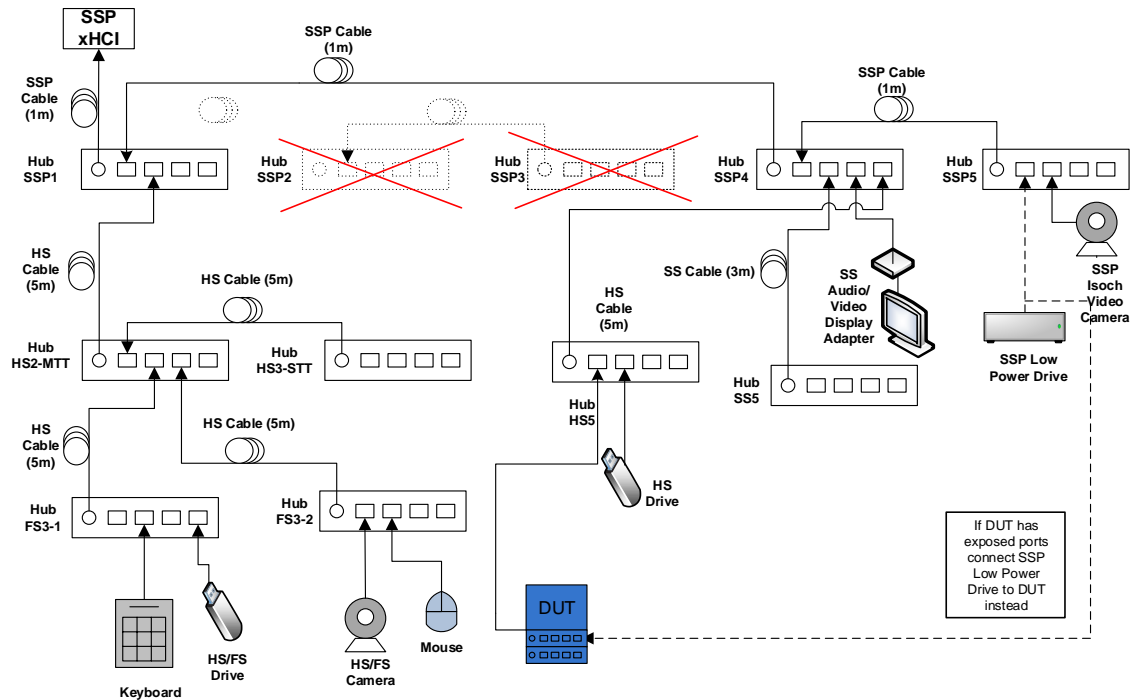 SSP
xHCI
SSP Cable
(1m)
SSP
Cable
(1m)
SSP Cable
(1m)
Hub
SSP1
Hub
SSP2
Hub
SSP3
Hub
SSP4
Hub
SSP5
HS
Cable
(5m)
HS Cable (5m)
HS
Cable
(5m)
SS Cable (3m)
SS
Audio/
Video
Display
Adapter
SSP
Isoch
Video
Camera
SSP Low
Power Drive
Hub
HS2-MTT
Hub
HS3-STT
Hub
HS5
Hub
SS5
HS
Cable
(5m)
HS Cable (5m)
HS
Drive
Hub
FS3-1
Hub
FS3-2
If DUT has
exposed ports
connect SSP
Low Power
Drive to DUT
instead
DUT
Keyboard
HS/FS
Drive
HS/FS
Camera
Mouse